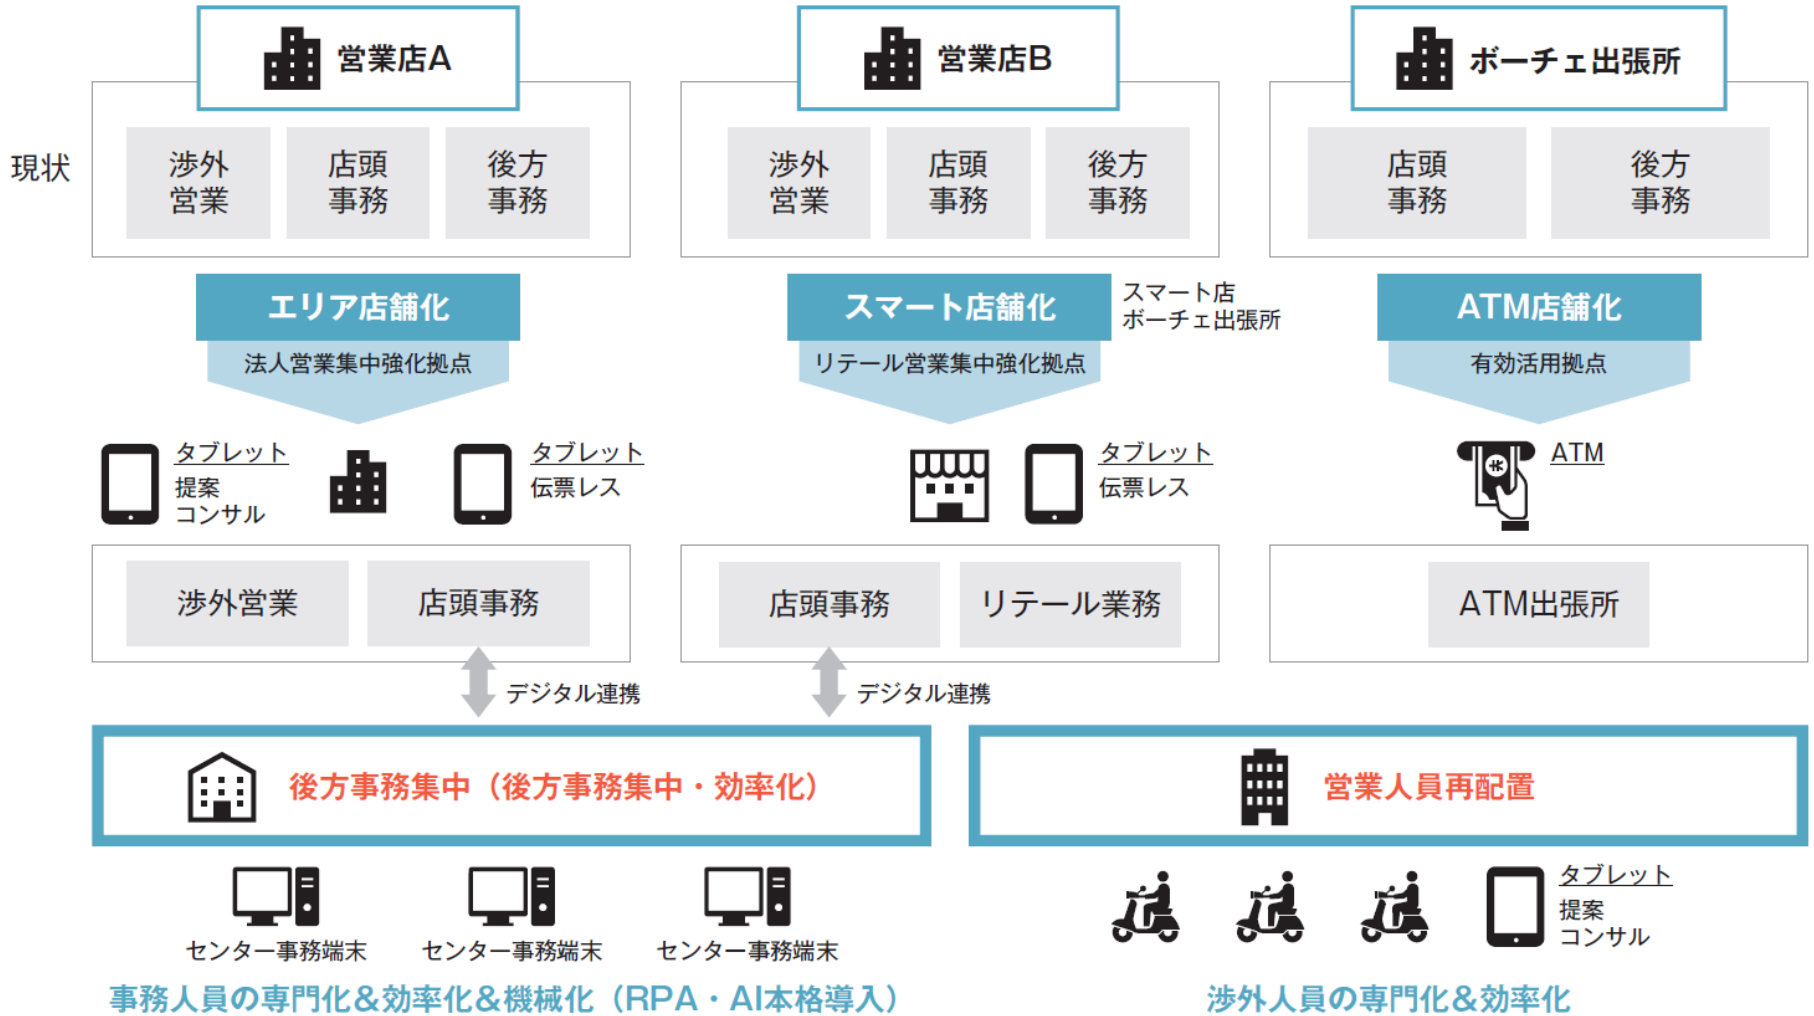 営業店A
営業店B
ボーチェ出張所
現状
渉外
営業
店頭
事務
後方
事務
渉外
営業
店頭
事務
後方
事務
店頭
事務
後方
事務
エリア店舗化
法人営業集中強化拠点
スマート店舗化
リテール営業集中強化拠点
スマート店
ボーチェ出張所
ATM店舗化
有効活用拠点
タブレット
提案
コンサル
タブレット
伝票レス
タブレット
伝票レス
ATM
渉外営業
店頭事務
店頭事務
リテール業務
ATM出張所
デジタル連携
デジタル連携
後方事務集中（後方事務集中・効率化）
営業人員再配置
センター事務端末
センター事務端末
センター事務端末
タブレット
提案
コンサル
事務人員の専門化&効率化&機械化（RPA・AI本格導入）
渉外人員の専門化&効率化